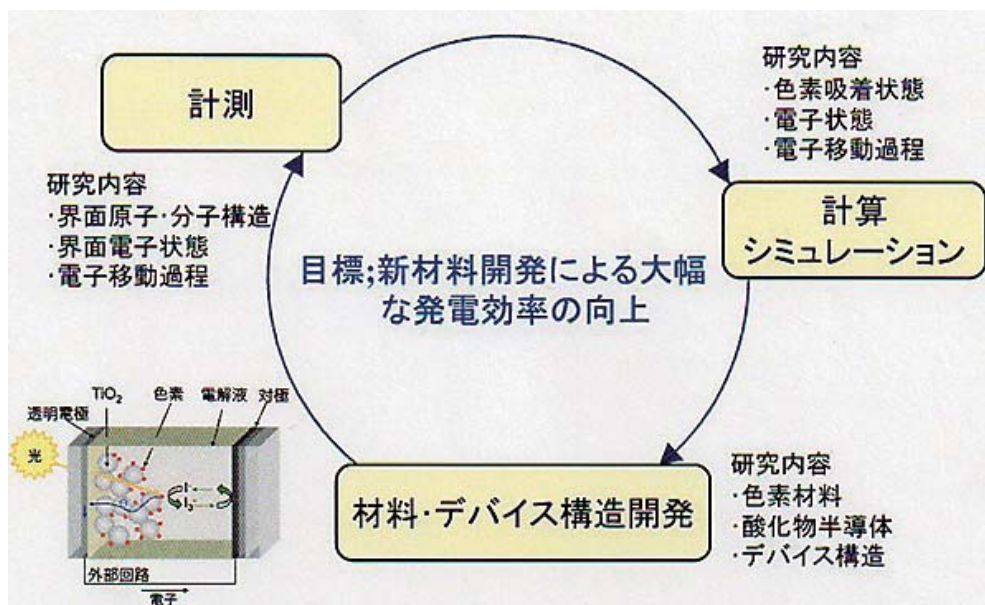 計測
研究内容
・界面原子・分子構造
・界面電子状態
・電子移動過程
研究内容
・色素吸着状態
・電子状態
・電子移動過程
計算
シミュレーション
目標;新材料開発による大幅
な発電効率の向上
材料・デバイス構造開発
研究内容
・色素材料
・酸化物半導体
・デバイス構造
TiO₂
色素
電解液
対極
透明電極
光
I⁻
I₃⁻
外部回路
電子